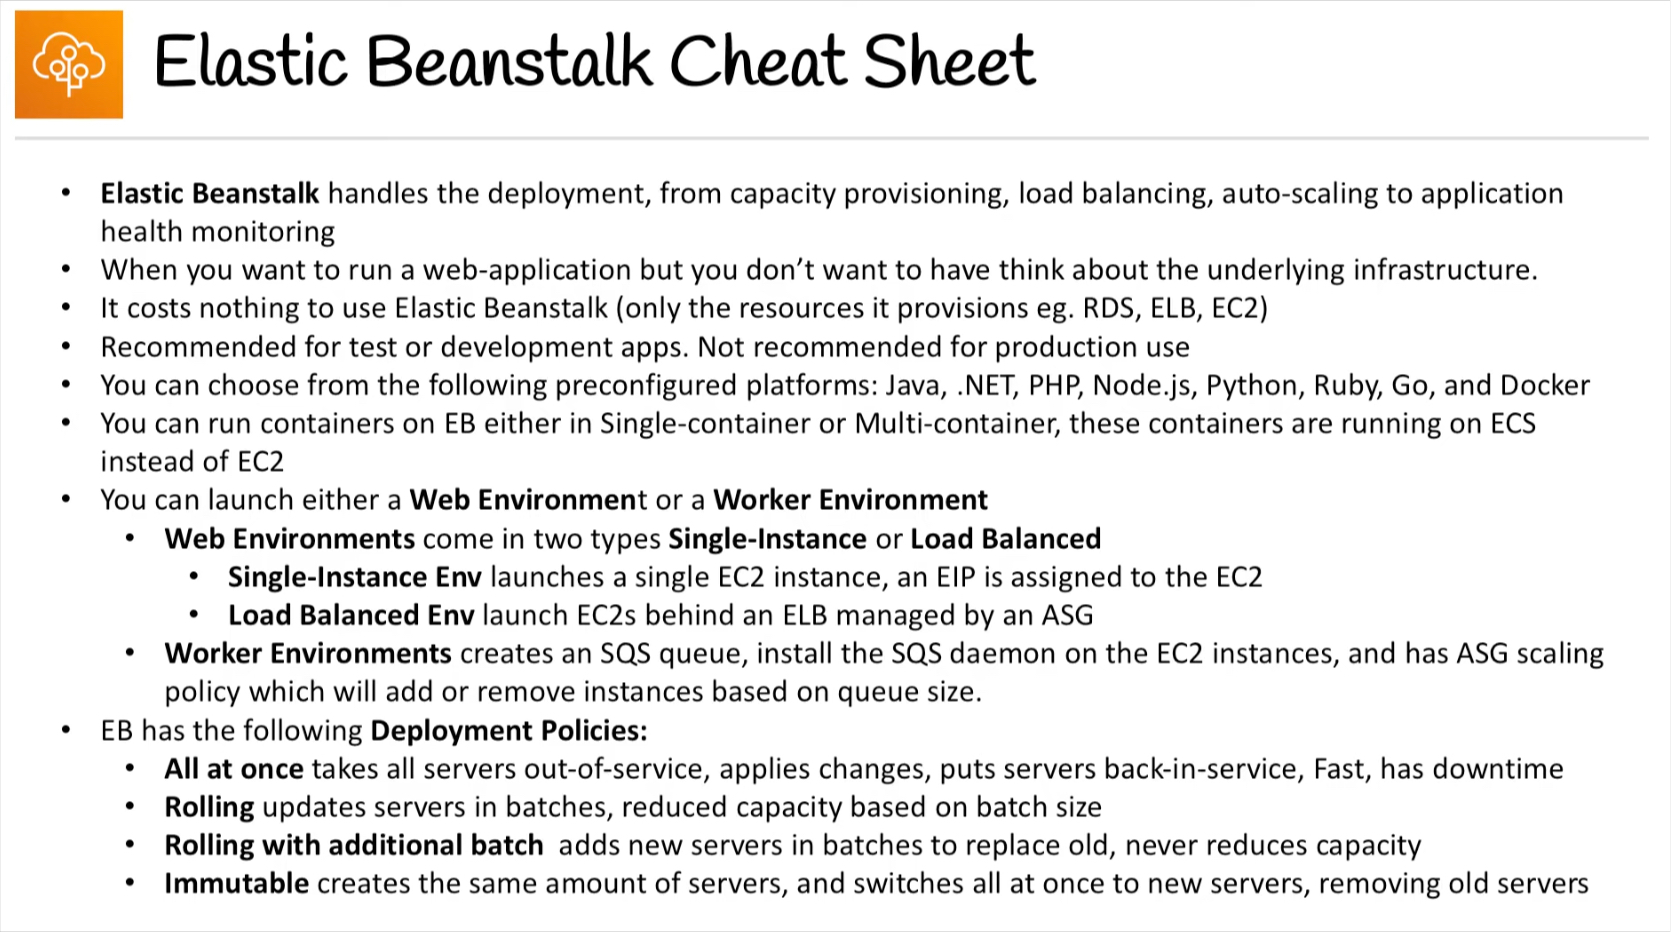 Elastic Beanstalk Cheat Sheet
• Elastic Beanstalk handles the deployment, from capacity provisioning, load balancing, auto-scaling to application
health monitoring
• When you want to run a web-application but you don’t want to have think about the underlying infrastructure.
• It costs nothing to use Elastic Beanstalk (only the resources it provisions eg. RDS, ELB, EC2)
• Recommended for test or development apps. Not recommended for production use
• You can choose from the following preconfigured platforms: Java, .NET, PHP, Node.js, Python, Ruby, Go, and Docker
• You can run containers on EB either in Single-container or Multi-container, these containers are running on ECS
instead of EC2
• You can launch either a Web Environment or a Worker Environment
• Web Environments come in two types Single-Instance or Load Balanced
• Single-Instance Env launches a single EC2 instance, an EIP is assigned to the EC2
• Load Balanced Env launch EC2s behind an ELB managed by an ASG
• Worker Environments creates an SQS queue, install the SQS daemon on the EC2 instances, and has ASG scaling
policy which will add or remove instances based on queue size.
• EB has the following Deployment Policies:
• All at once takes all servers out-of-service, applies changes, puts servers back-in-service, Fast, has downtime
• Rolling updates servers in batches, reduced capacity based on batch size
• Rolling with additional batch adds new servers in batches to replace old, never reduces capacity
• Immutable creates the same amount of servers, and switches all at once to new servers, removing old servers